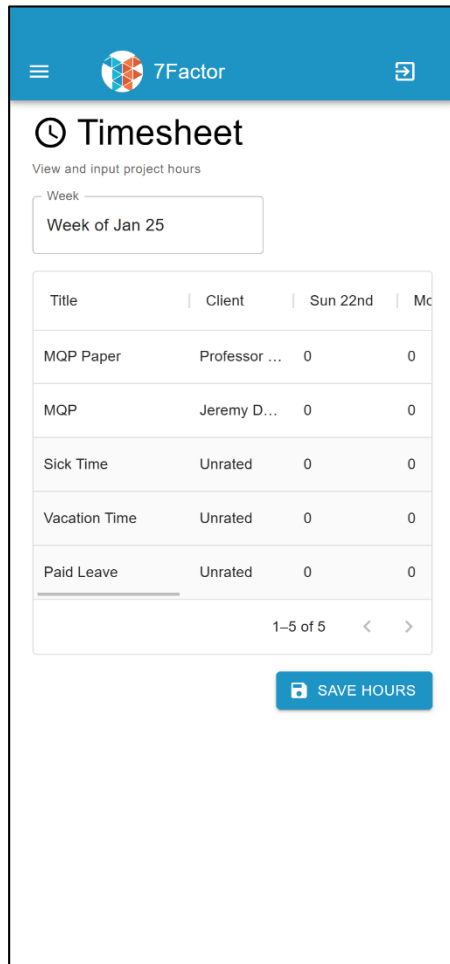 7Factor
Timesheet
View and input project hours
Week
Week of Jan 25
Title Client Sun 22nd Mo
MQP Paper Professor ... 0 0
MQP Jeremy D... 0 0
Sick Time Unrated 0 0
Vacation Time Unrated 0 0
Paid Leave Unrated 0 0
1–5 of 5
SAVE HOURS